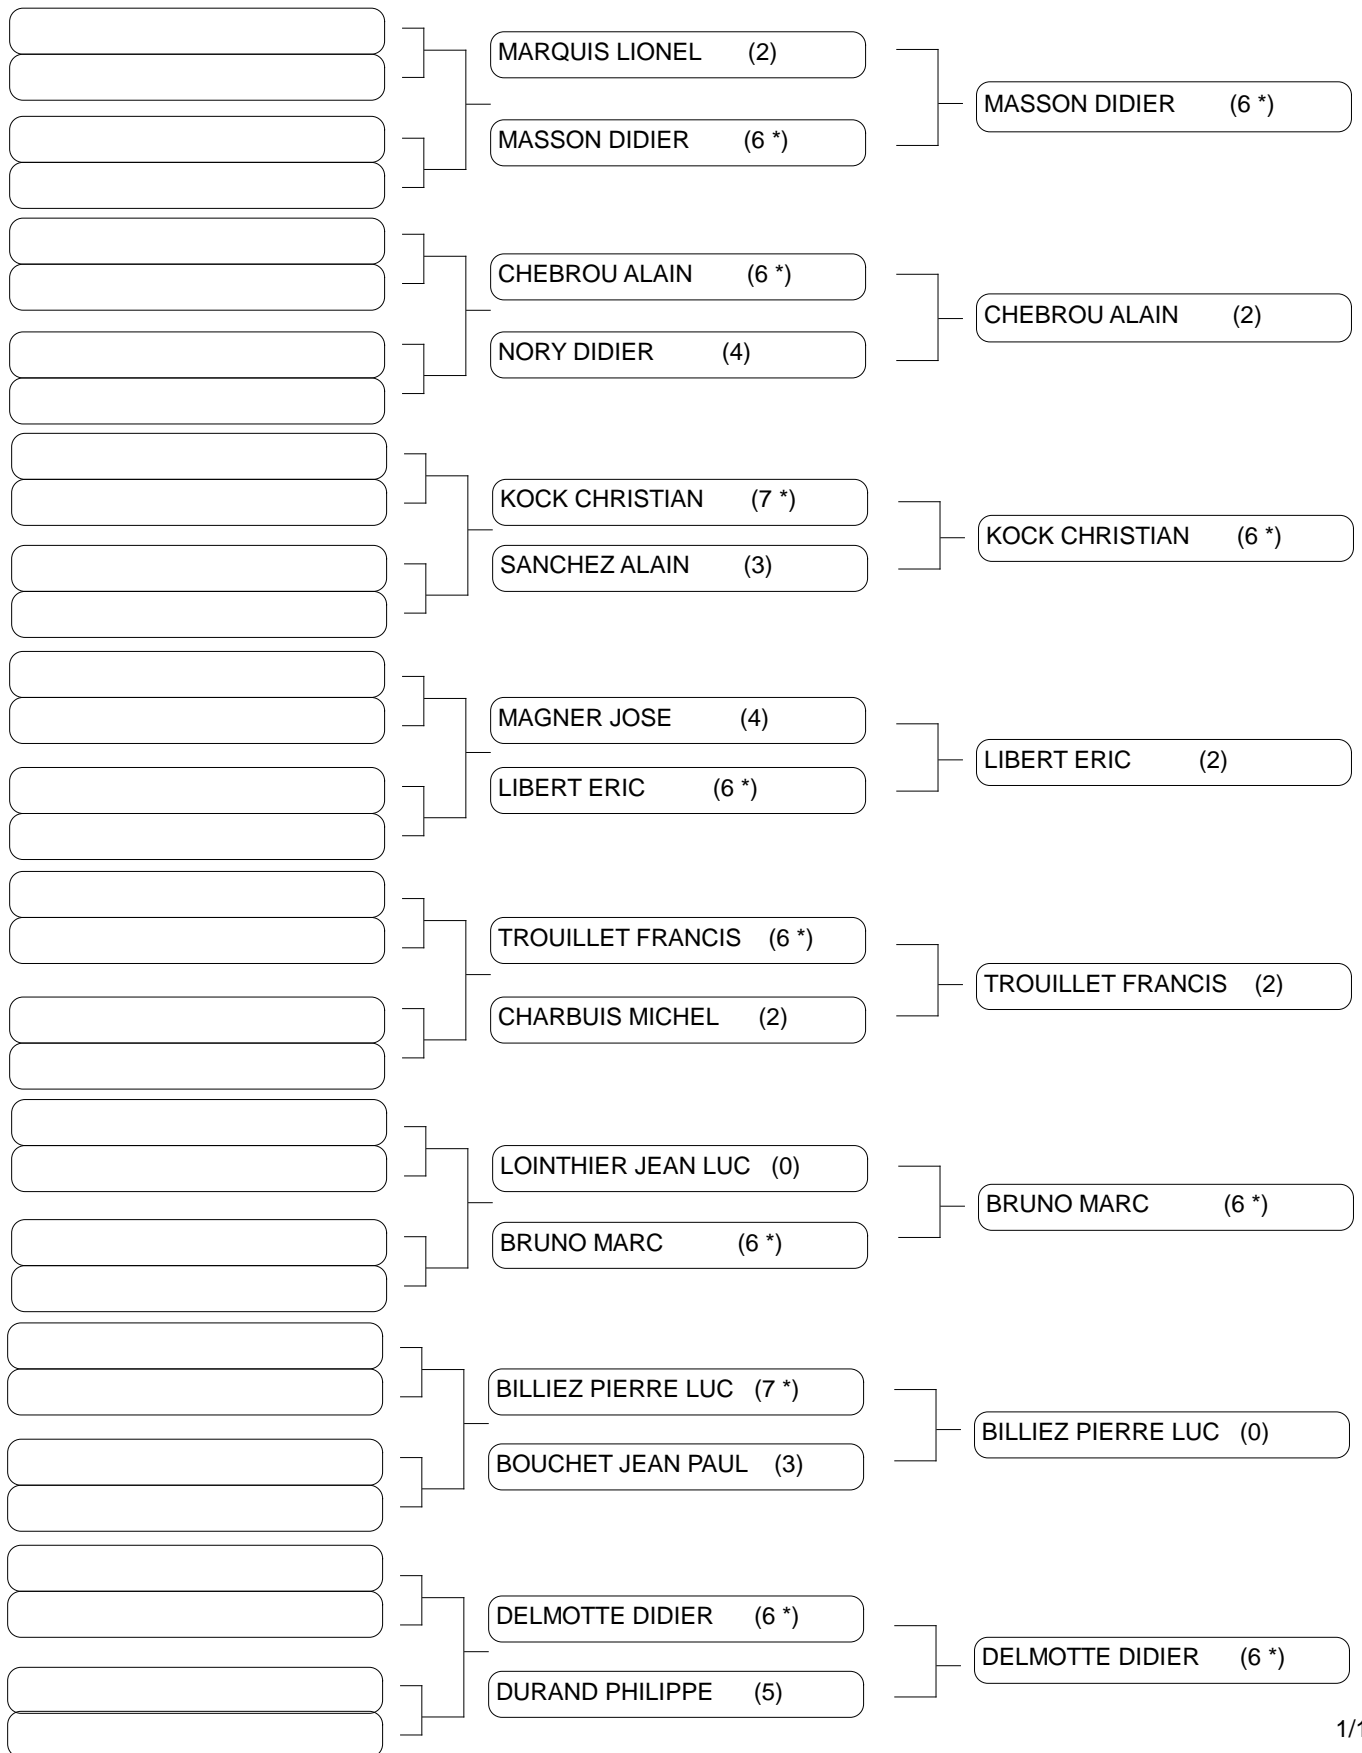 MARQUIS LIONEL (2)
MASSON DIDIER (6 *)
MASSON DIDIER (6 *)
CHEBROU ALAIN (6 *)
NORY DIDIER (4)
CHEBROU ALAIN (2)
KOCK CHRISTIAN (7 *)
SANCHEZ ALAIN (3)
KOCK CHRISTIAN (6 *)
MAGNER JOSE (4)
LIBERT ERIC (6 *)
LIBERT ERIC (2)
TROUILLET FRANCIS (6 *)
CHARBUIS MICHEL (2)
TROUILLET FRANCIS (2)
LOINTHIER JEAN LUC (0)
BRUNO MARC (6 *)
BRUNO MARC (6 *)
BILLIEZ PIERRE LUC (7 *)
BOUCHET JEAN PAUL (3)
BILLIEZ PIERRE LUC (0)
DELMOTTE DIDIER (6 *)
DURAND PHILIPPE (5)
DELMOTTE DIDIER (6 *)
1/1